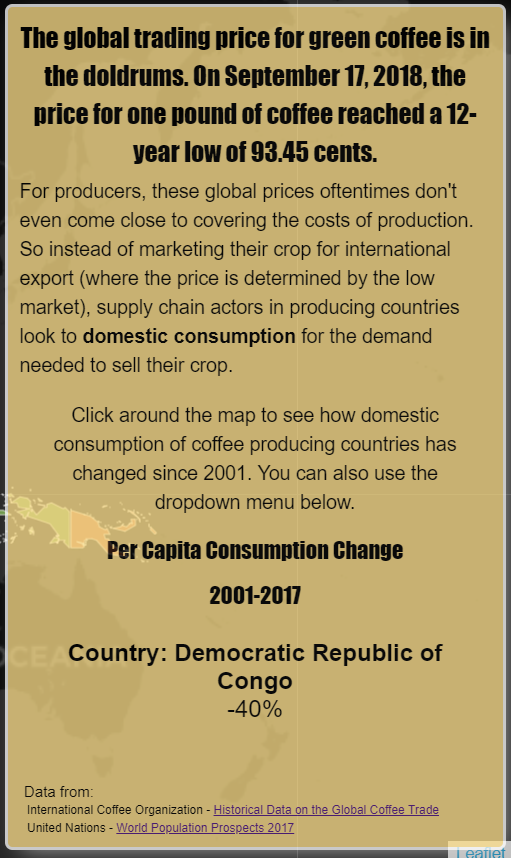 The global trading price for green coffee is in
the doldrums. On September 17, 2018, the
price for one pound of coffee reached a 12-
year low of 93.45 cents.
For producers, these global prices oftentimes don't
even come close to covering the costs of production.
So instead of marketing their crop for international
export (where the price is determined by the low
market), supply chain actors in producing countries
look to domestic consumption for the demand
needed to sell their crop.
Click around the map to see how domestic
consumption of coffee producing countries has
changed since 2001. You can also use the
dropdown menu below.
Per Capita Consumption Change
2001-2017
Country: Democratic Republic of
Congo
-40%
Data from:
International Coffee Organization - Historical Data on the Global Coffee Trade
United Nations - World Population Prospects 2017
Leaflet